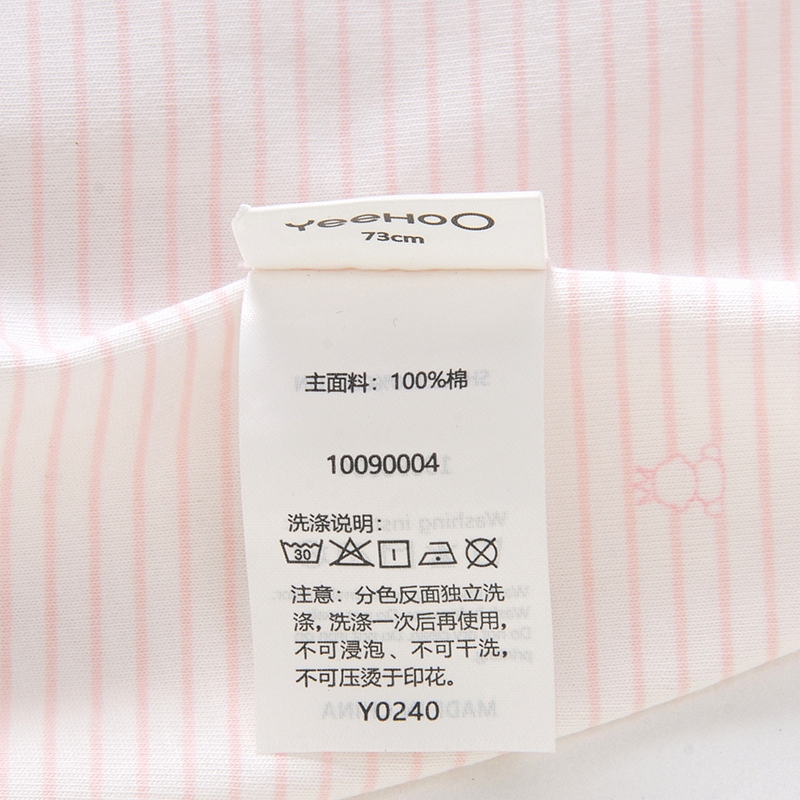 YeeHOO
73cm
主面料：100%棉
10090004
洗涤说明：
30
注意：分色反面独立洗
涤，洗涤一次后再使用，
不可浸泡、不可干洗，
不可压烫于印花。
Y0240